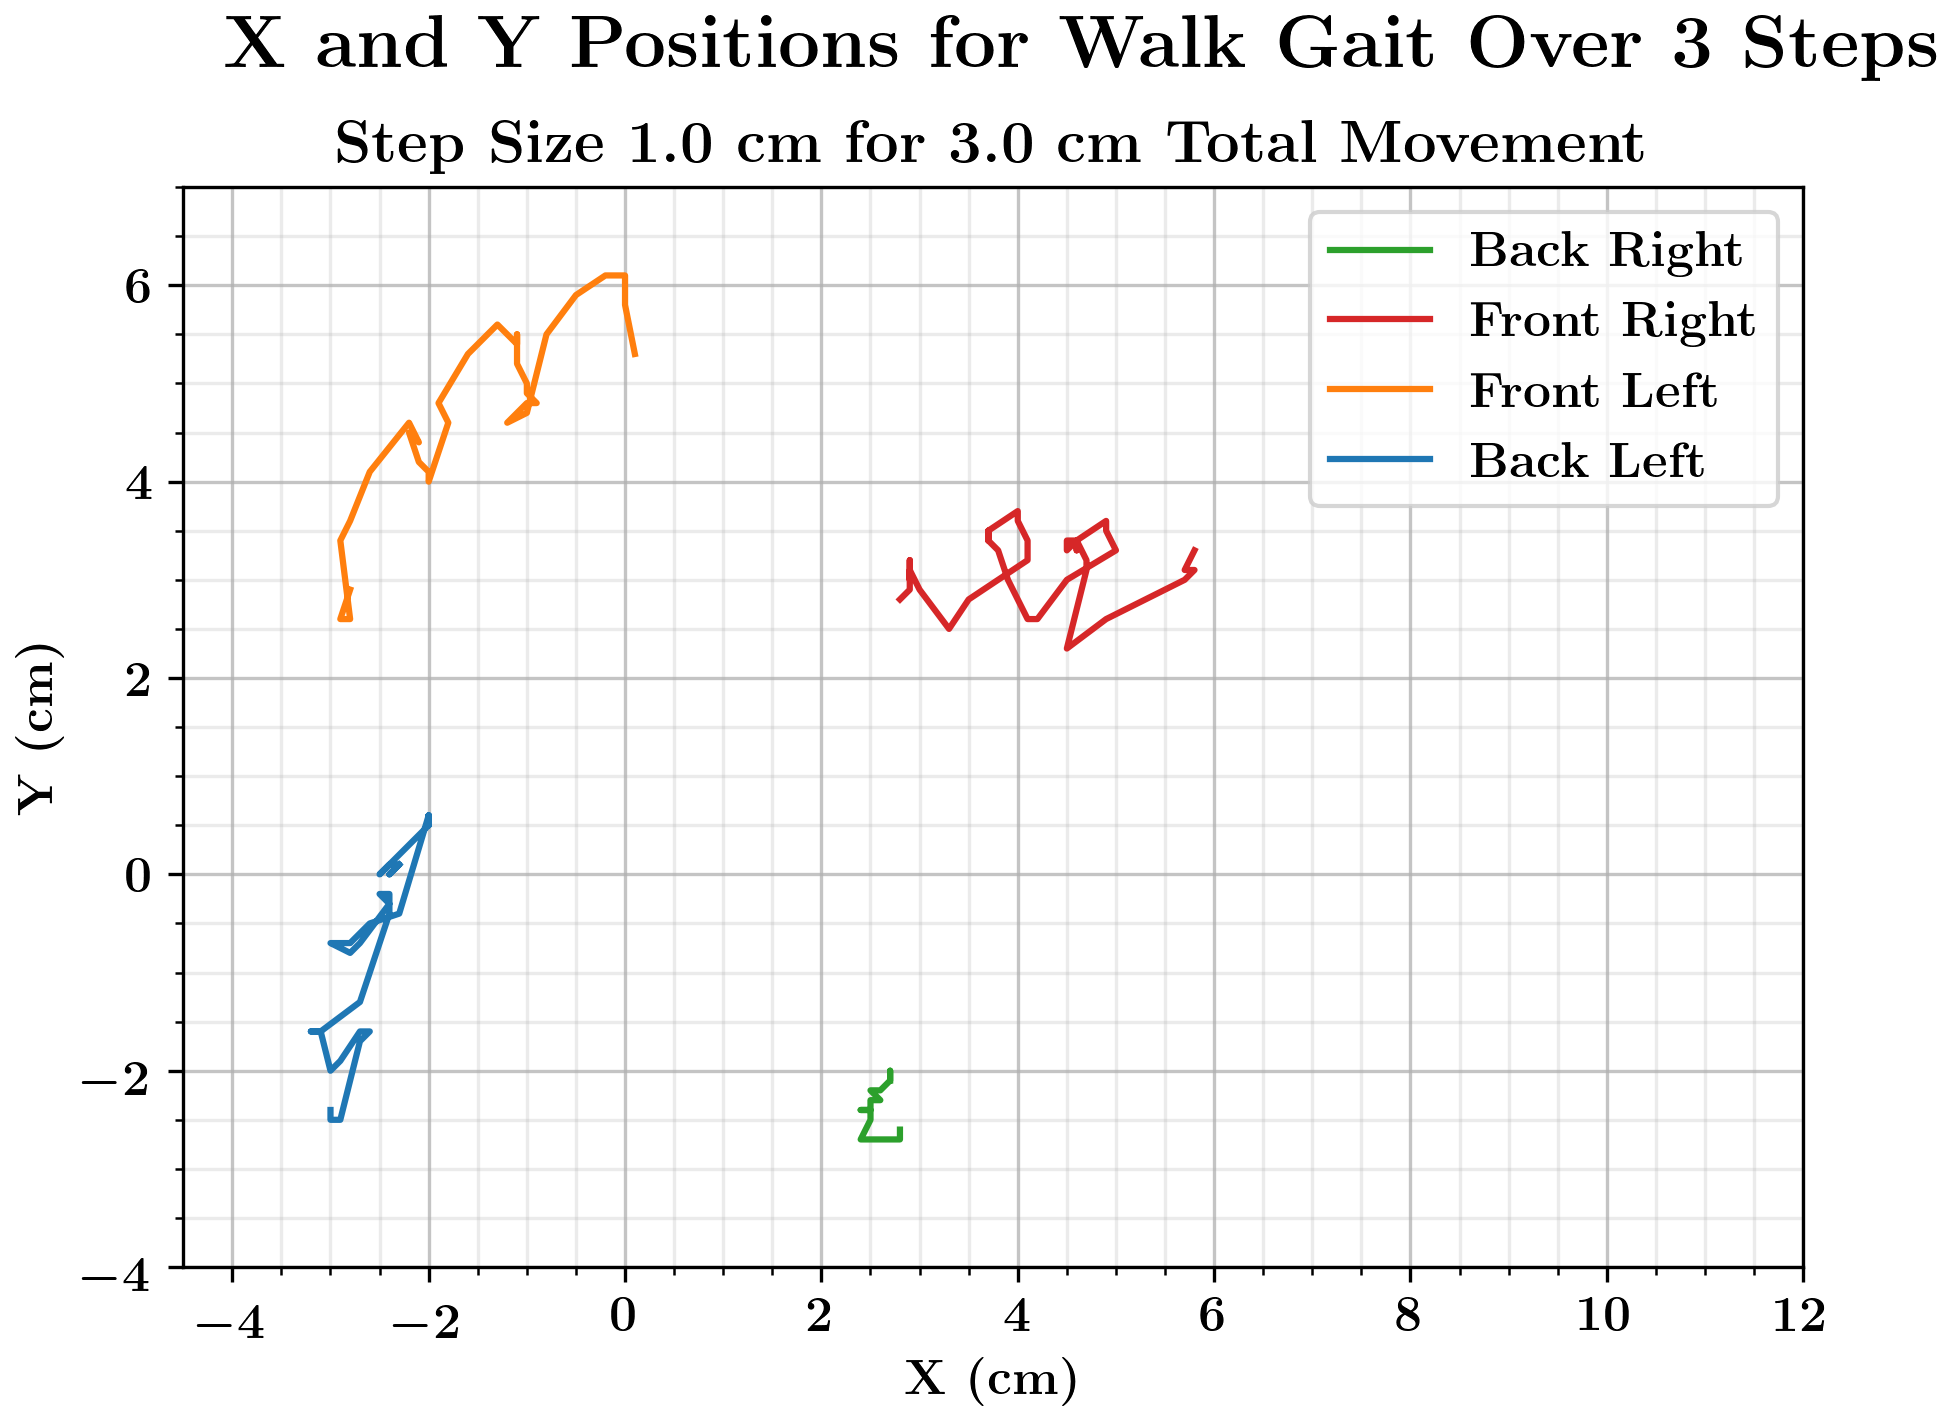 X and Y Positions for Walk Gait Over 3 Steps
Step Size 1.0 cm for 3.0 cm Total Movement
Back Right
Front Right
Front Left
Back Left
6
4
2
0
−2
−4
Y (cm)
−4 −2 0 2 4 6 8 10 12
X (cm)